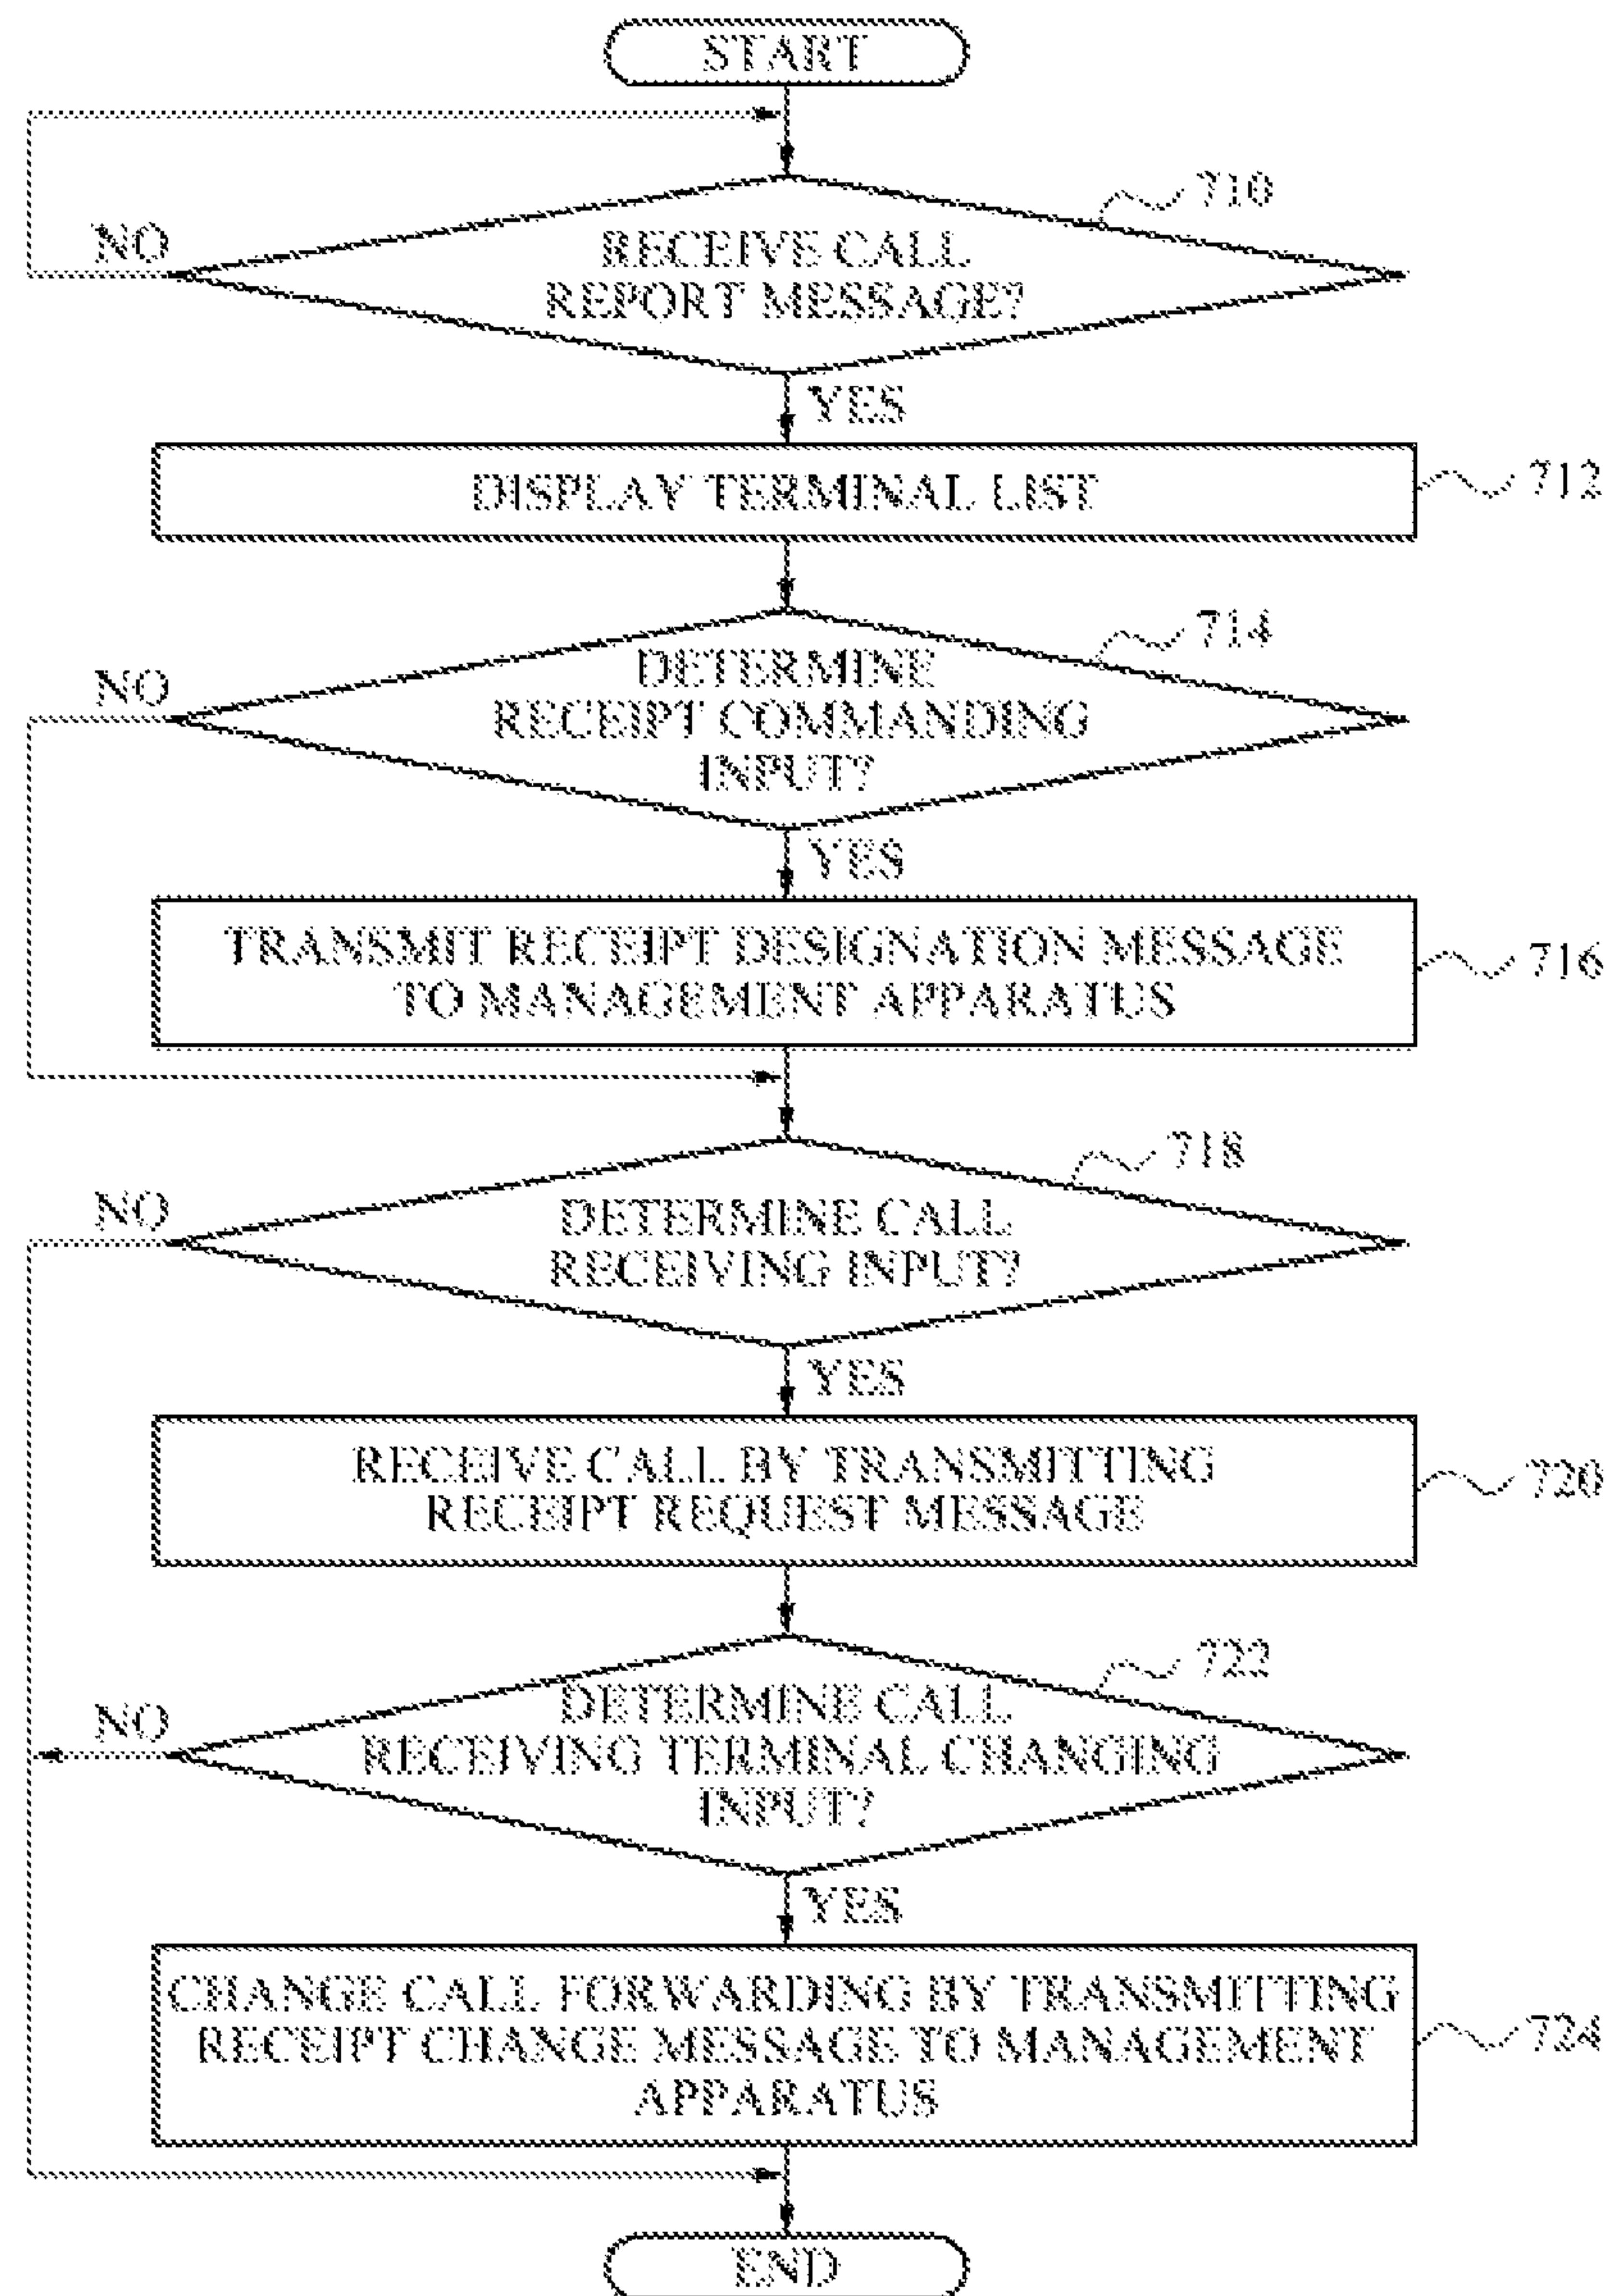 START
710
NO
RECEIVE CALL
REPORT MESSAGE?
YES
DISPLAY TERMINAL LIST
712
714
NO
DETERMINE
RECEIPT COMMANDING
INPUT?
YES
TRANSMIT RECEIPT DESIGNATION MESSAGE
TO MANAGEMENT APPARATUS
716
718
NO
DETERMINE CALL
RECEIVING INPUT?
YES
RECEIVE CALL BY TRANSMITTING
RECEIPT REQUEST MESSAGE
720
722
NO
DETERMINE CALL
RECEIVING TERMINAL CHANGING
INPUT?
YES
CHANGE CALL FORWARDING BY TRANSMITTING
RECEIPT CHANGE MESSAGE TO MANAGEMENT
APPARATUS
724
END